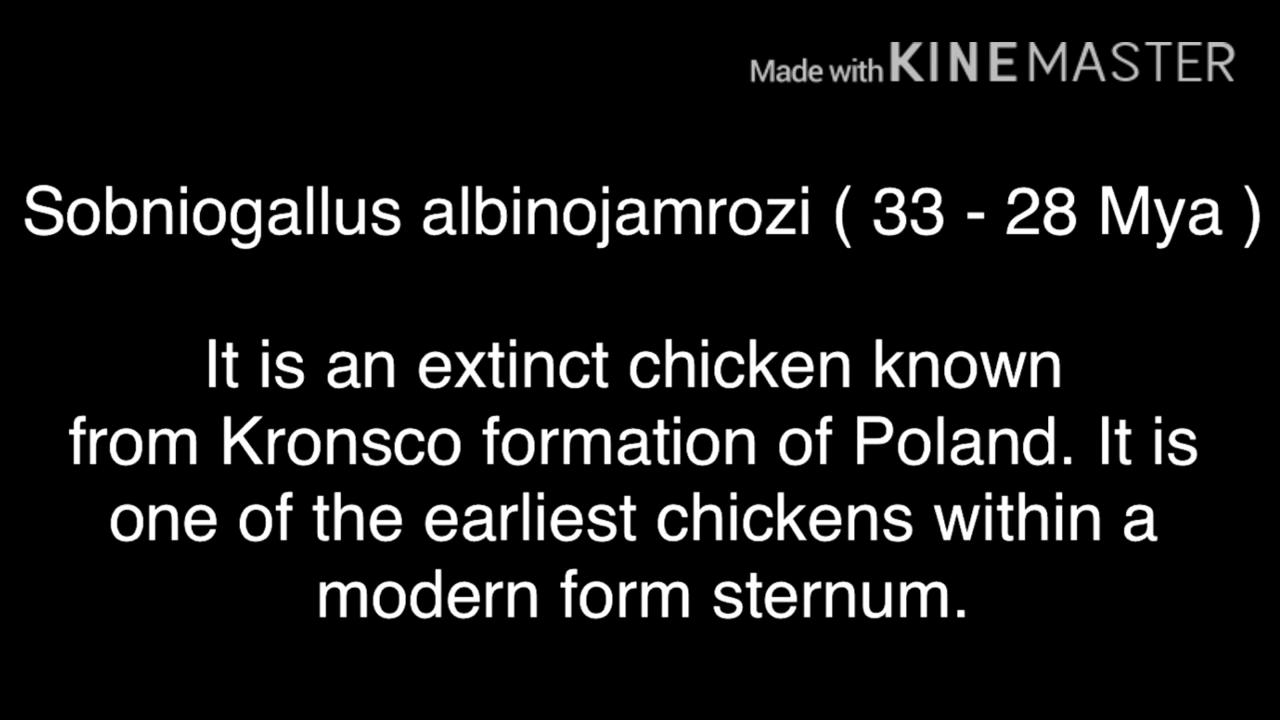 Made with KINEMASTER
Sobniogallus albinojamrozi ( 33 - 28 Mya )
It is an extinct chicken known
from Kronsco formation of Poland. It is
one of the earliest chickens within a
modern form sternum.